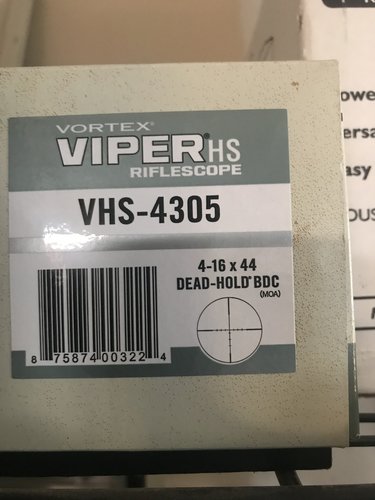 VORTEX®
VIPER® HS
RIFLESCOPE
VHS-4305
4-16 x 44
DEAD-HOLD® BDC
(MOA)
8 75874 00322 4